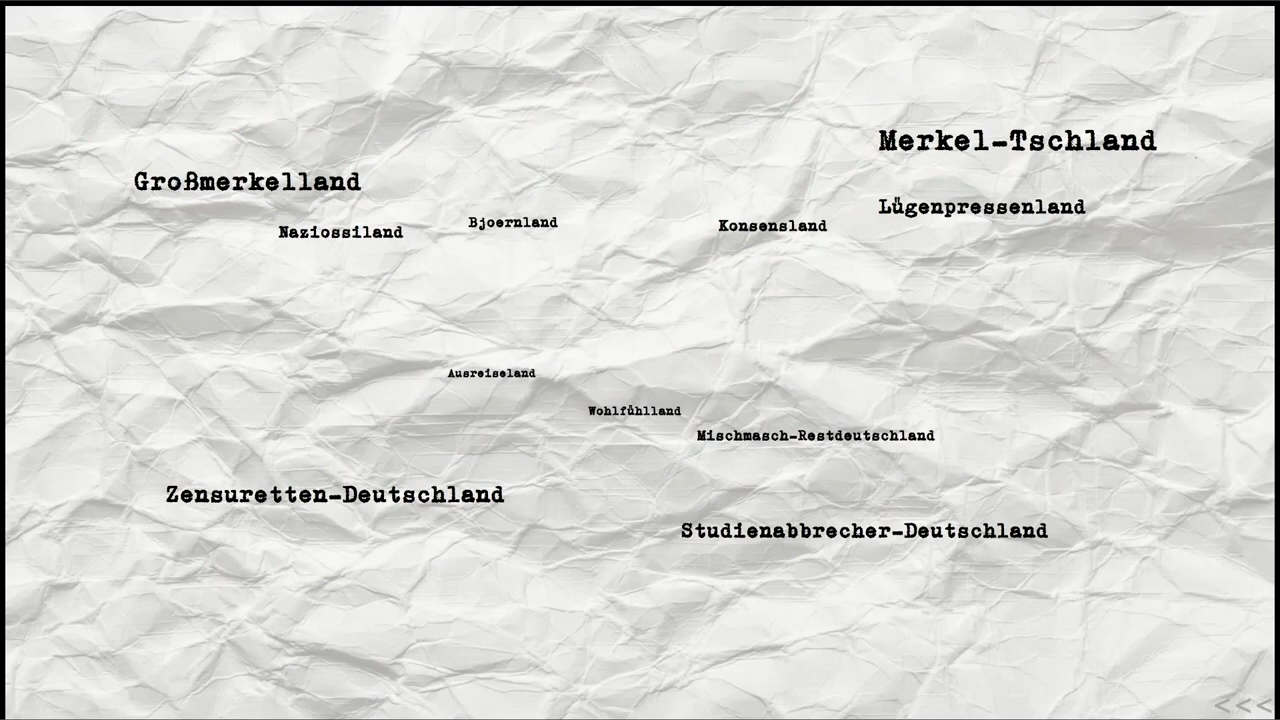 Merkel-Tschland
Großmerkelland
Lügenpressenland
Bjoernland
Konsensland
Naziossiland
Ausreiseland
Wohlfühlland
Mischmasch-Restdeutschland
Zensuretten-Deutschland
Studienabbrecher-Deutschland
<<<